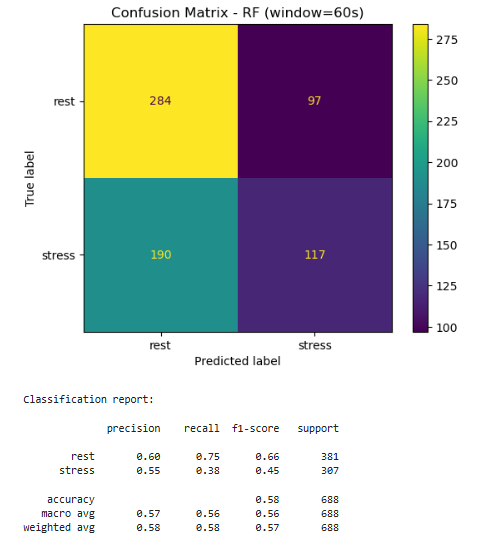 Confusion Matrix - RF (window=60s)
275
250
225
200
175
150
125
100
True label
rest
284
97
stress
190
117
rest
stress
Predicted label
Classification report:
precision recall f1-score support
rest 0.60 0.75 0.66 381
stress 0.55 0.38 0.45 307
accuracy 0.58 688
macro avg 0.57 0.56 0.56 688
weighted avg 0.58 0.58 0.57 688